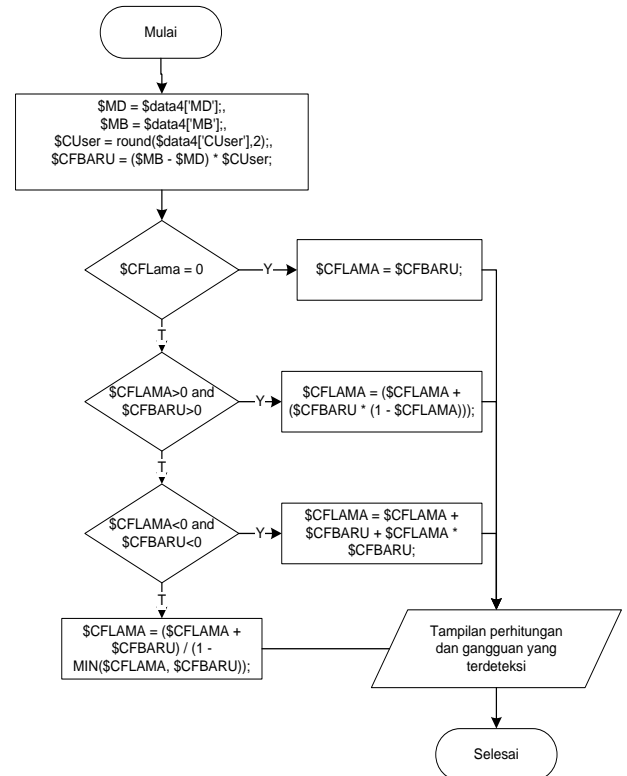 Mulai
$MD = $data4['MD'];,
$MB = $data4['MB'];,
$CUser = round($data4['CUser'],2);,
$CFBARU = ($MB - $MD) * $CUser;
$CFLama = 0
Y
$CFLAMA = $CFBARU;
T
$CFLAMA>0 and
$CFBARU>0
Y
$CFLAMA = ($CFLAMA +
($CFBARU * (1 - $CFLAMA)));
T
$CFLAMA<0 and
$CFBARU<0
Y
$CFLAMA = $CFLAMA +
$CFBARU + $CFLAMA *
$CFBARU;
T
$CFLAMA = ($CFLAMA +
$CFBARU) / (1 -
MIN($CFLAMA, $CFBARU));
Tampilan perhitungan
dan gangguan yang
terdeteksi
Selesai